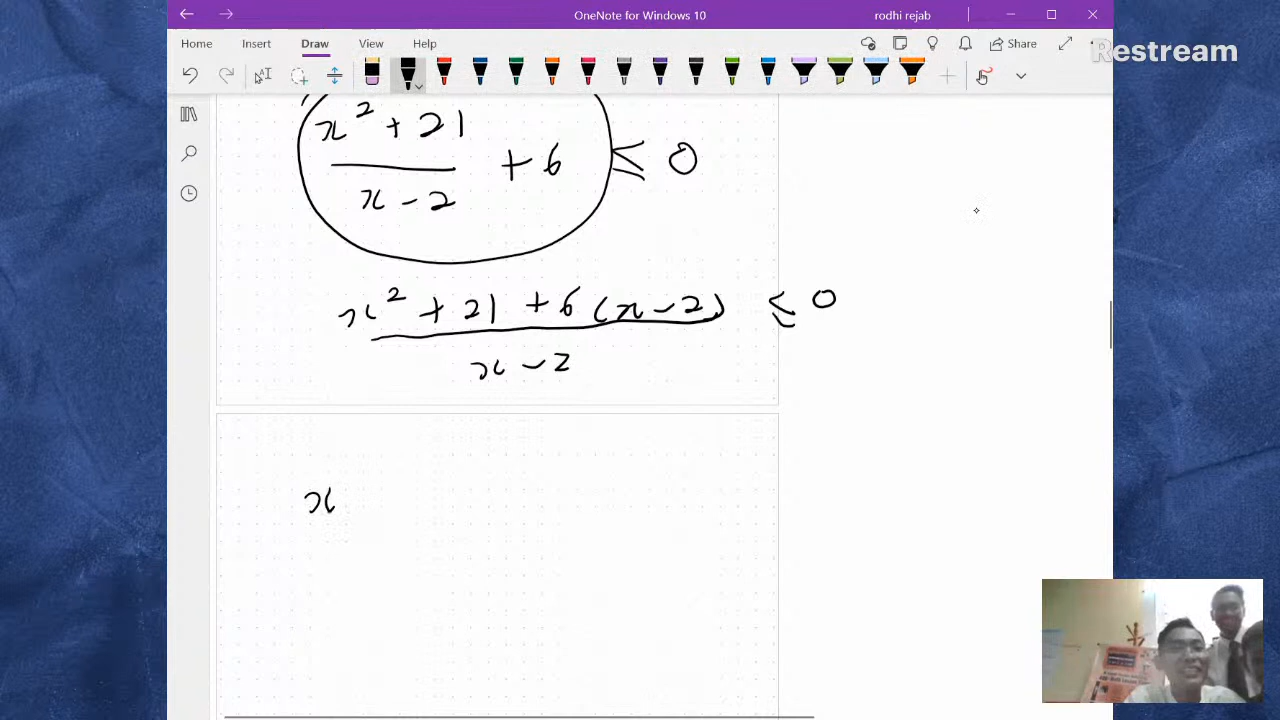 OneNote for Windows 10
rodhi rejab
Home Insert Draw View Help
Share
Restream
x² + 21
+ 6 ≤ 0
x - 2
x² + 21 + 6 (x - 2) ≤ 0
x - 2
x